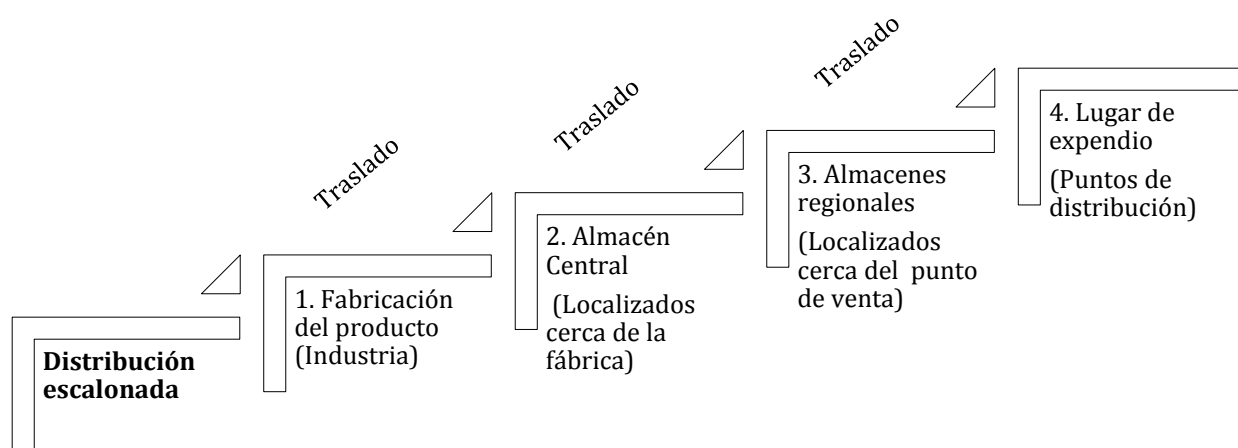 Distribución
escalonada
Traslado
1. Fabricación
del producto
(Industria)
Traslado
2. Almacén
Central
(Localizados
cerca de la
fábrica)
Traslado
3. Almacenes
regionales
(Localizados
cerca del punto
de venta)
4. Lugar de
expendio
(Puntos de
distribución)